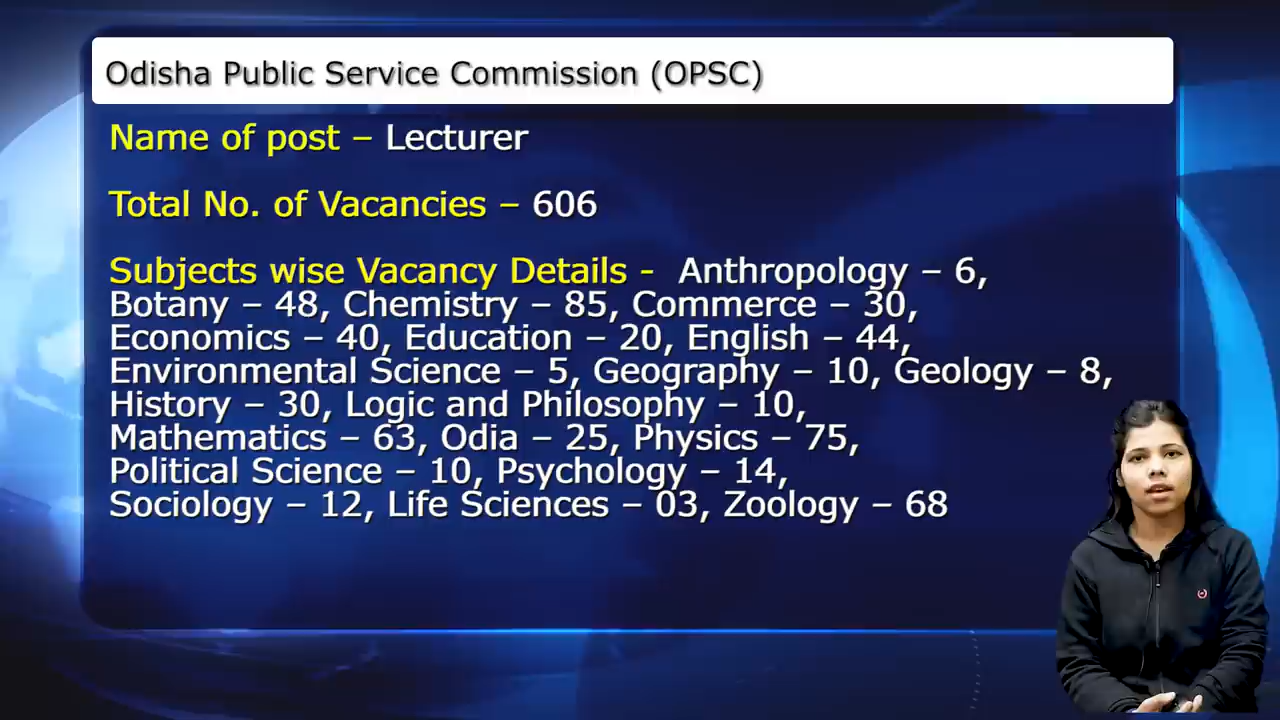 Odisha Public Service Commission (OPSC)
Name of post – Lecturer
Total No. of Vacancies – 606
Subjects wise Vacancy Details - Anthropology – 6,
Botany – 48, Chemistry – 85, Commerce – 30,
Economics – 40, Education – 20, English – 44,
Environmental Science – 5, Geography – 10, Geology – 8,
History – 30, Logic and Philosophy – 10,
Mathematics – 63, Odia – 25, Physics – 75,
Political Science – 10, Psychology – 14,
Sociology – 12, Life Sciences – 03, Zoology – 68